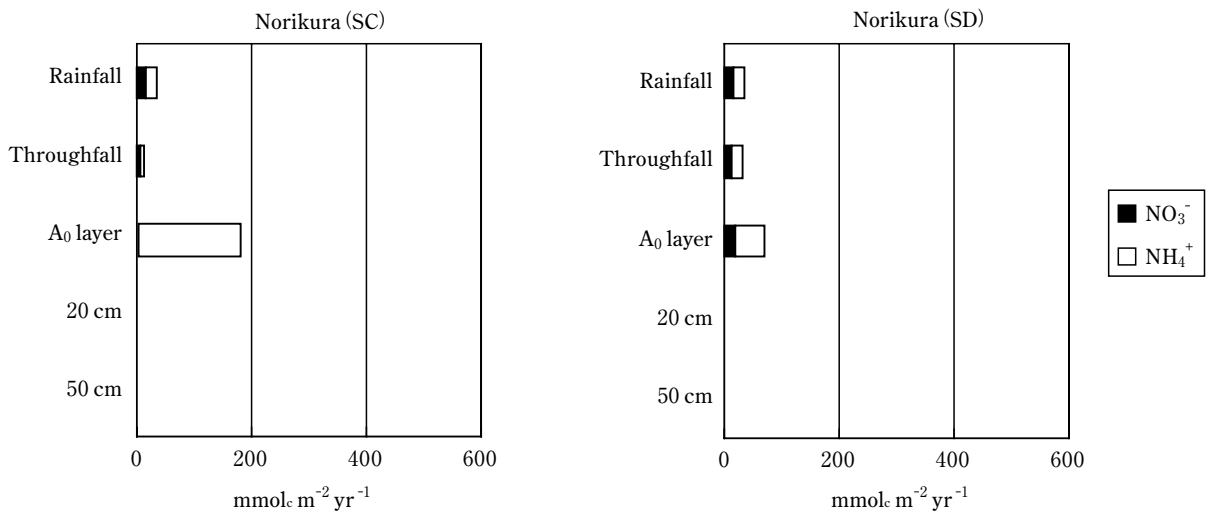 Norikura (SC)
Rainfall
Throughfall
A₀ layer
20 cm
50 cm
0 200 400 600
mmolc m⁻² yr⁻¹
Norikura (SD)
Rainfall
Throughfall
A₀ layer
20 cm
50 cm
0 200 400 600
mmolc m⁻² yr⁻¹
NO₃⁻
NH₄⁺